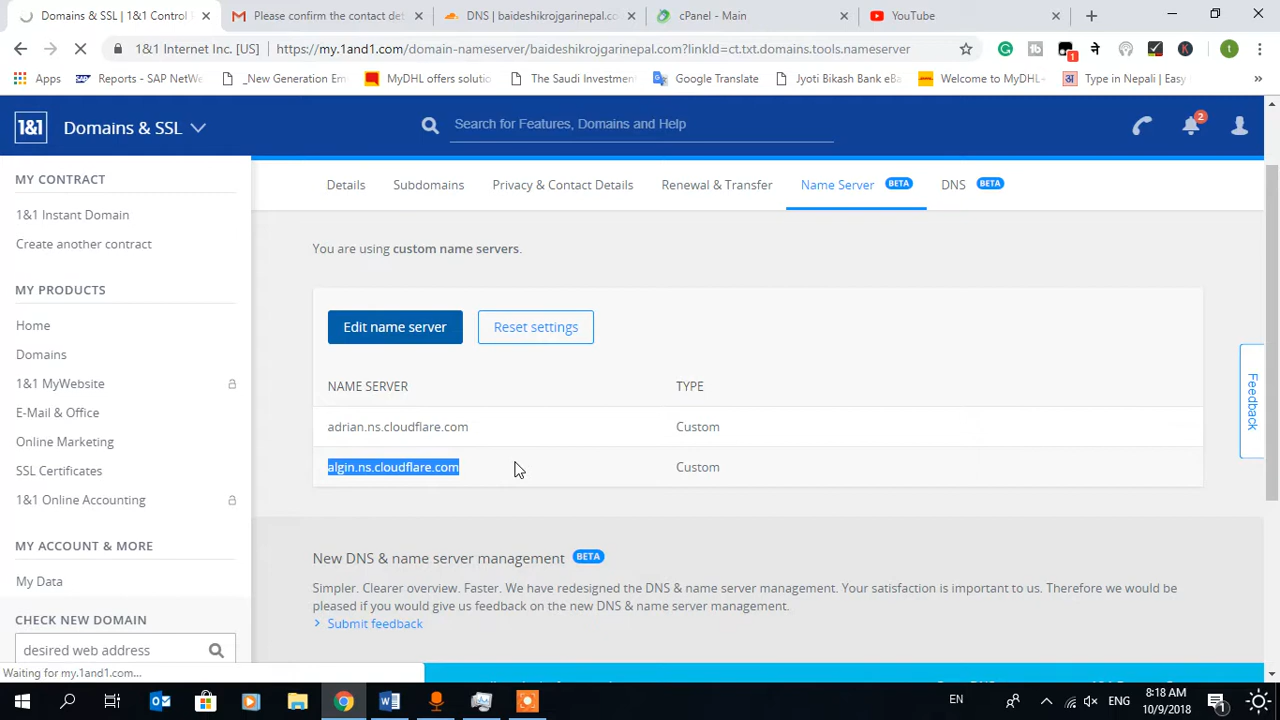 Domains & SSL | 1&1 Control
Please confirm the contact det
DNS | baideshikrojgarinepal.co
cPanel - Main
YouTube
1&1 Internet Inc. [US]
https://my.1and1.com/domain-nameserver/baideshikrojgarinepal.com?linkId=ct.txt.domains.tools.nameserver
1
ने
K
t
Apps
Reports - SAP NetWe
_New Generation Em
MyDHL offers solutio
The Saudi Investmen
Google Translate
Jyoti Bikash Bank eBa
Welcome to MyDHL-
Type in Nepali | Easy
1&1
Domains & SSL
Search for Features, Domains and Help
2
MY CONTRACT
1&1 Instant Domain
Create another contract
MY PRODUCTS
Home
Domains
1&1 MyWebsite
E-Mail & Office
Online Marketing
SSL Certificates
1&1 Online Accounting
MY ACCOUNT & MORE
My Data
CHECK NEW DOMAIN
desired web address
Details
Subdomains
Privacy & Contact Details
Renewal & Transfer
Name Server BETA
DNS BETA
You are using custom name servers.
Edit name server
Reset settings
NAME SERVER TYPE
adrian.ns.cloudflare.com Custom
algin.ns.cloudflare.com Custom
Feedback
New DNS & name server management BETA
Simpler. Clearer overview. Faster. We have redesigned the DNS & name server management. Your satisfaction is important to us. Therefore we would be
pleased if you would give us feedback on the new DNS & name server management.
Submit feedback
Waiting for my.1and1.com...
EN
ENG
8:18 AM
10/9/2018
1